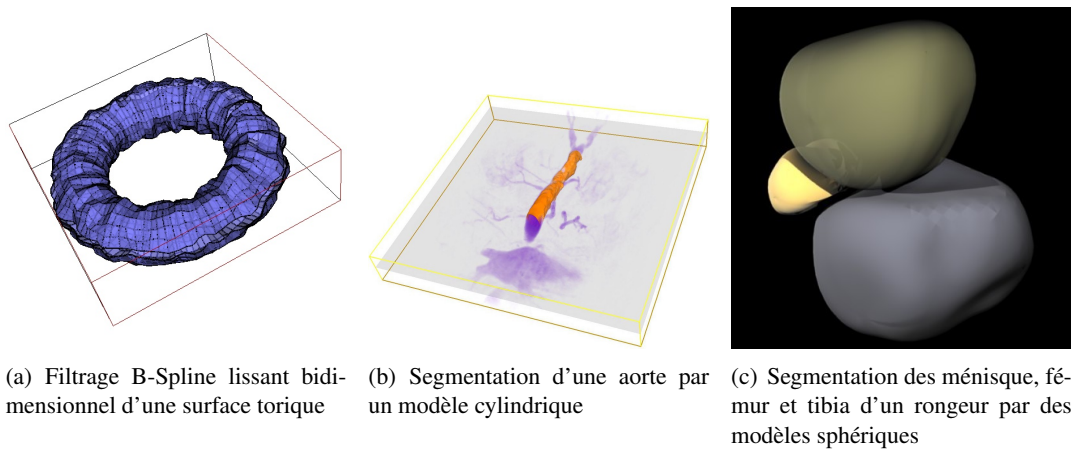 (a) Filtrage B-Spline lissant bidi-
mensionnel d'une surface torique
(b) Segmentation d'une aorte par
un modèle cylindrique
(c) Segmentation des ménisque, fé-
mur et tibia d'un rongeur par des
modèles sphériques